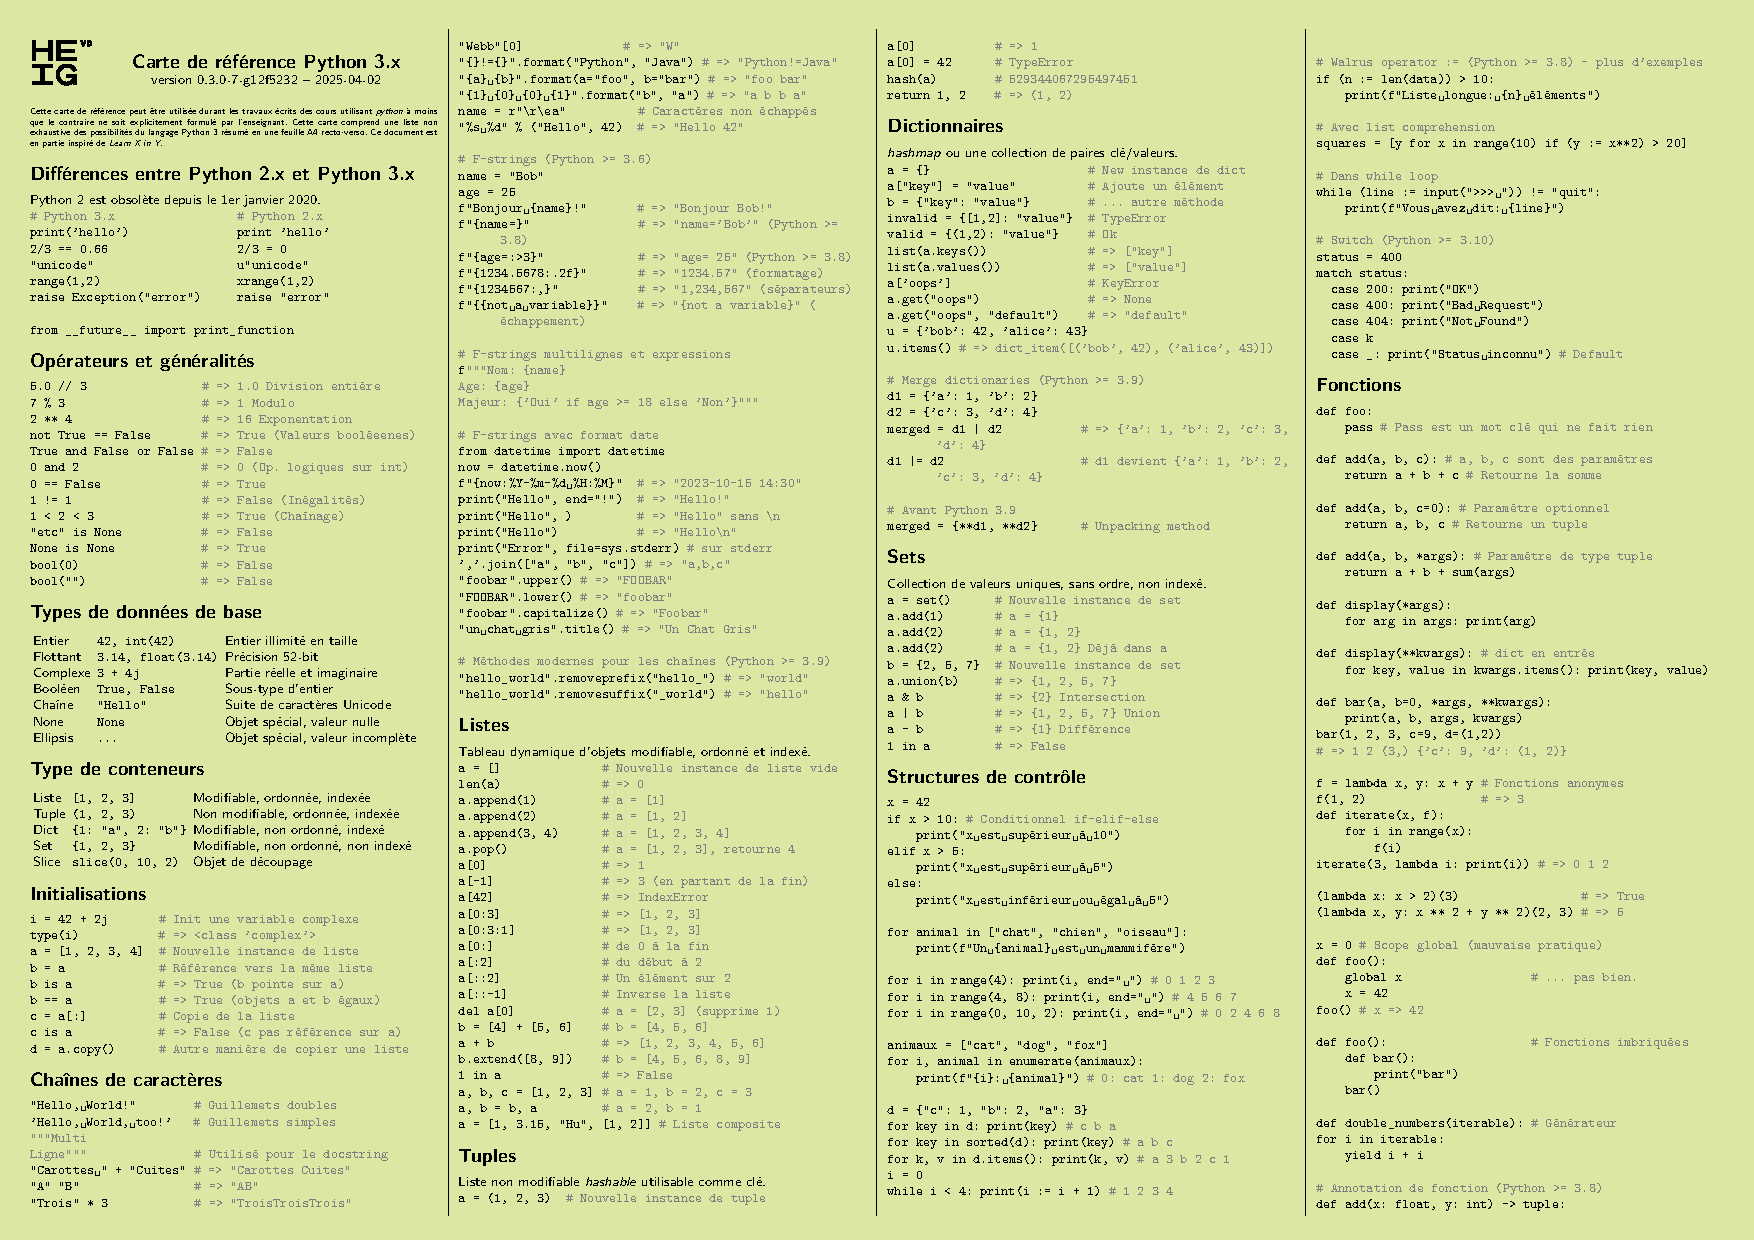 HE VD
IG
Carte de référence Python 3.x
version 0.3.0-7-g12f5232 – 2025-04-02
Cette carte de référence peut être utilisée durant les travaux écrits des cours utilisant python à moins
que le contraire ne soit explicitement formulé par l'enseignant. Cette carte comprend une liste non
exhaustive des possibilités du langage Python 3 résumé en une feuille A4 recto-verso. Ce document est
en partie inspiré de Learn X in Y.
Différences entre Python 2.x et Python 3.x
Python 2 est obsolète depuis le 1er janvier 2020.
# Python 3.x # Python 2.x
print('hello') print 'hello'
2/3 == 0.66 2/3 = 0
"unicode" u"unicode"
range(1,2) xrange(1,2)
raise Exception("error") raise "error"
from __future__ import print_function
Opérateurs et généralités
5.0 // 3 # => 1.0 Division entière
7 % 3 # => 1 Modulo
2 ** 4 # => 16 Exponentation
not True == False # => True (Valeurs booléeenes)
True and False or False # => False
0 and 2 # => 0 (Op. logiques sur int)
0 == False # => True
1 != 1 # => False (Inégalités)
1 < 2 < 3 # => True (Chaînage)
"etc" is None # => False
None is None # => True
bool(0) # => False
bool("") # => False
Types de données de base
Entier 42, int(42) Entier illimité en taille
Flottant 3.14, float(3.14) Précision 52-bit
Complexe 3 + 4j Partie réelle et imaginaire
Booléen True, False Sous-type d'entier
Chaîne "Hello" Suite de caractères Unicode
None None Objet spécial, valeur nulle
Ellipsis ... Objet spécial, valeur incomplète
Type de conteneurs
Liste [1, 2, 3] Modifiable, ordonnée, indexée
Tuple (1, 2, 3) Non modifiable, ordonnée, indexée
Dict {1: "a", 2: "b"} Modifiable, non ordonné, indexé
Set {1, 2, 3} Modifiable, non ordonné, non indexé
Slice slice(0, 10, 2) Objet de découpage
Initialisations
i = 42 + 2j # Init une variable complexe
type(i) # => <class 'complex'>
a = [1, 2, 3, 4] # Nouvelle instance de liste
b = a # Référence vers la même liste
b is a # => True (b pointe sur a)
b == a # => True (objets a et b égaux)
c = a[:] # Copie de la liste
c is a # => False (c pas référence sur a)
d = a.copy() # Autre manière de copier une liste
Chaînes de caractères
"Hello,␣World!" # Guillemets doubles
'Hello,␣World,␣too!' # Guillemets simples
"""Multi
Ligne""" # Utilisé pour le docstring
"Carottes␣" + "Cuites" # => "Carottes Cuites"
"A" "B" # => "AB"
"Trois" * 3 # => "TroisTroisTrois"
"Webb"[0] # => "W"
"{}!={}".format("Python", "Java") # => "Python!=Java"
"{a}␣{b}".format(a="foo", b="bar") # => "foo bar"
"{1}␣{0}␣{0}␣{1}".format("b", "a") # => "a b b a"
name = r"\r\ea" # Caractères non échappés
"%s␣%d" % ("Hello", 42) # => "Hello 42"
# F-strings (Python >= 3.6)
name = "Bob"
age = 25
f"Bonjour␣{name}!" # => "Bonjour Bob!"
f"{name=}" # => "name='Bob'" (Python >=
3.8)
f"{age=:>3}" # => "age= 25" (Python >= 3.8)
f"{1234.5678:.2f}" # => "1234.57" (formatage)
f"{1234567:,}" # => "1,234,567" (séparateurs)
f"{{not␣a␣variable}}" # => "{not a variable}" (
échappement)
# F-strings multilignes et expressions
f"""Nom: {name}
Age: {age}
Majeur: {'Oui' if age >= 18 else 'Non'}"""
# F-strings avec format date
from datetime import datetime
now = datetime.now()
f"{now:%Y-%m-%d␣%H:%M}" # => "2023-10-15 14:30"
print("Hello", end="!") # => "Hello!"
print("Hello", ) # => "Hello" sans \n
print("Hello") # => "Hello\n"
print("Error", file=sys.stderr) # sur stderr
','.join(["a", "b", "c"]) # => "a,b,c"
"foobar".upper() # => "FOOBAR"
"FOOBAR".lower() # => "foobar"
"foobar".capitalize() # => "Foobar"
"un␣chat␣gris".title() # => "Un Chat Gris"
# Méthodes modernes pour les chaînes (Python >= 3.9)
"hello_world".removeprefix("hello_") # => "world"
"hello_world".removesuffix("_world") # => "hello"
Listes
Tableau dynamique d'objets modifiable, ordonné et indexé.
a = [] # Nouvelle instance de liste vide
len(a) # => 0
a.append(1) # a = [1]
a.append(2) # a = [1, 2]
a.append(3, 4) # a = [1, 2, 3, 4]
a.pop() # a = [1, 2, 3], retourne 4
a[0] # => 1
a[-1] # => 3 (en partant de la fin)
a[42] # => IndexError
a[0:3] # => [1, 2, 3]
a[0:3:1] # => [1, 2, 3]
a[0:] # de 0 à la fin
a[:2] # du début à 2
a[::2] # Un élément sur 2
a[::-1] # Inverse la liste
del a[0] # a = [2, 3] (supprime 1)
b = [4] + [5, 6] # b = [4, 5, 6]
a + b # => [1, 2, 3, 4, 5, 6]
b.extend([8, 9]) # b = [4, 5, 6, 8, 9]
1 in a # => False
a, b, c = [1, 2, 3] # a = 1, b = 2, c = 3
a, b = b, a # a = 2, b = 1
a = [1, 3.15, "Hu", [1, 2]] # Liste composite
Tuples
Liste non modifiable hashable utilisable comme clé.
a = (1, 2, 3) # Nouvelle instance de tuple
a[0] # => 1
a[0] = 42 # TypeError
hash(a) # 529344067295497451
return 1, 2 # => (1, 2)
Dictionnaires
hashmap ou une collection de paires clé/valeurs.
a = {} # New instance de dict
a["key"] = "value" # Ajoute un élément
b = {"key": "value"} # ... autre méthode
invalid = {[1,2]: "value"} # TypeError
valid = {(1,2): "value"} # Ok
list(a.keys()) # => ["key"]
list(a.values()) # => ["value"]
a['oops'] # KeyError
a.get("oops") # => None
a.get("oops", "default") # => "default"
u = {'bob': 42, 'alice': 43}
u.items() # => dict_item([('bob', 42), ('alice', 43)])
# Merge dictionaries (Python >= 3.9)
d1 = {'a': 1, 'b': 2}
d2 = {'c': 3, 'd': 4}
merged = d1 | d2 # => {'a': 1, 'b': 2, 'c': 3,
'd': 4}
d1 |= d2 # d1 devient {'a': 1, 'b': 2,
'c': 3, 'd': 4}
# Avant Python 3.9
merged = {**d1, **d2} # Unpacking method
Sets
Collection de valeurs uniques, sans ordre, non indexé.
a = set() # Nouvelle instance de set
a.add(1) # a = {1}
a.add(2) # a = {1, 2}
a.add(2) # a = {1, 2} Déjà dans a
b = {2, 5, 7} # Nouvelle instance de set
a.union(b) # => {1, 2, 5, 7}
a & b # => {2} Intersection
a | b # => {1, 2, 5, 7} Union
a - b # => {1} Différence
1 in a # => False
Structures de contrôle
x = 42
if x > 10: # Conditionnel if-elif-else
print("x␣est␣supérieur␣à␣10")
elif x > 5:
print("x␣est␣supérieur␣à␣5")
else:
print("x␣est␣inférieur␣ou␣égal␣à␣5")
for animal in ["chat", "chien", "oiseau"]:
print(f"Un␣{animal}␣est␣un␣mammifère")
for i in range(4): print(i, end="␣") # 0 1 2 3
for i in range(4, 8): print(i, end="␣") # 4 5 6 7
for i in range(0, 10, 2): print(i, end="␣") # 0 2 4 6 8
animaux = ["cat", "dog", "fox"]
for i, animal in enumerate(animaux):
print(f"{i}:␣{animal}") # 0: cat 1: dog 2: fox
d = {"c": 1, "b": 2, "a": 3}
for key in d: print(key) # c b a
for key in sorted(d): print(key) # a b c
for k, v in d.items(): print(k, v) # a 3 b 2 c 1
i = 0
while i < 4: print(i := i + 1) # 1 2 3 4
# Walrus operator := (Python >= 3.8) - plus d'exemples
if (n := len(data)) > 10:
print(f"Liste␣longue:␣{n}␣éléments")
# Avec list comprehension
squares = [y for x in range(10) if (y := x**2) > 20]
# Dans while loop
while (line := input(">>>␣")) != "quit":
print(f"Vous␣avez␣dit:␣{line}")
# Switch (Python >= 3.10)
status = 400
match status:
case 200: print("OK")
case 400: print("Bad␣Request")
case 404: print("Not␣Found")
case k
case _: print("Status␣inconnu") # Default
Fonctions
def foo:
pass # Pass est un mot clé qui ne fait rien
def add(a, b, c): # a, b, c sont des paramètres
return a + b + c # Retourne la somme
def add(a, b, c=0): # Paramètre optionnel
return a, b, c # Retourne un tuple
def add(a, b, *args): # Paramètre de type tuple
return a + b + sum(args)
def display(*args):
for arg in args: print(arg)
def display(**kwargs): # dict en entrée
for key, value in kwargs.items(): print(key, value)
def bar(a, b=0, *args, **kwargs):
print(a, b, args, kwargs)
bar(1, 2, 3, c=9, d=(1,2))
# => 1 2 (3,) {'c': 9, 'd': (1, 2)}
f = lambda x, y: x + y # Fonctions anonymes
f(1, 2) # => 3
def iterate(x, f):
for i in range(x):
f(i)
iterate(3, lambda i: print(i)) # => 0 1 2
(lambda x: x > 2)(3) # => True
(lambda x, y: x ** 2 + y ** 2)(2, 3) # => 5
x = 0 # Scope global (mauvaise pratique)
def foo():
global x # ... pas bien.
x = 42
foo() # x => 42
def foo(): # Fonctions imbriquées
def bar():
print("bar")
bar()
def double_numbers(iterable): # Générateur
for i in iterable:
yield i + i
# Annotation de fonction (Python >= 3.8)
def add(x: float, y: int) -> tuple: